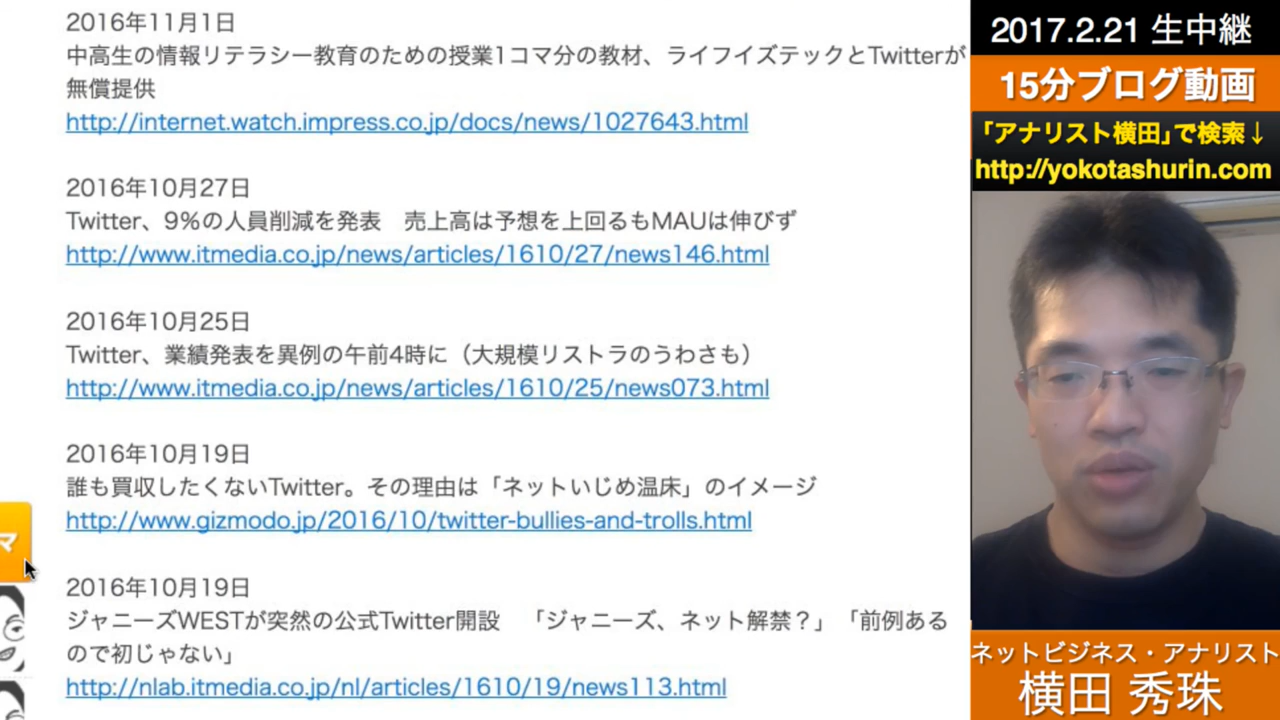 2016年11月1日
中高生の情報リテラシー教育のための授業1コマ分の教材、ライフイズテックとTwitterが
無償提供
http://internet.watch.impress.co.jp/docs/news/1027643.html
2016年10月27日
Twitter、9%の人員削減を発表　売上高は予想を上回るもMAUは伸びず
http://www.itmedia.co.jp/news/articles/1610/27/news146.html
2016年10月25日
Twitter、業績発表を異例の午前4時に（大規模リストラのうわさも）
http://www.itmedia.co.jp/news/articles/1610/25/news073.html
2016年10月19日
誰も買収したくないTwitter。その理由は「ネットいじめ温床」のイメージ
http://www.gizmodo.jp/2016/10/twitter-bullies-and-trolls.html
2016年10月19日
ジャニーズWESTが突然の公式Twitter開設　「ジャニーズ、ネット解禁？」「前例ある
ので初じゃない」
http://nlab.itmedia.co.jp/nl/articles/1610/19/news113.html
マ
2017.2.21 生中継
15分ブログ動画
「アナリスト横田」で検索↓
http://yokotashurin.com
ネットビジネス・アナリスト
横田 秀珠